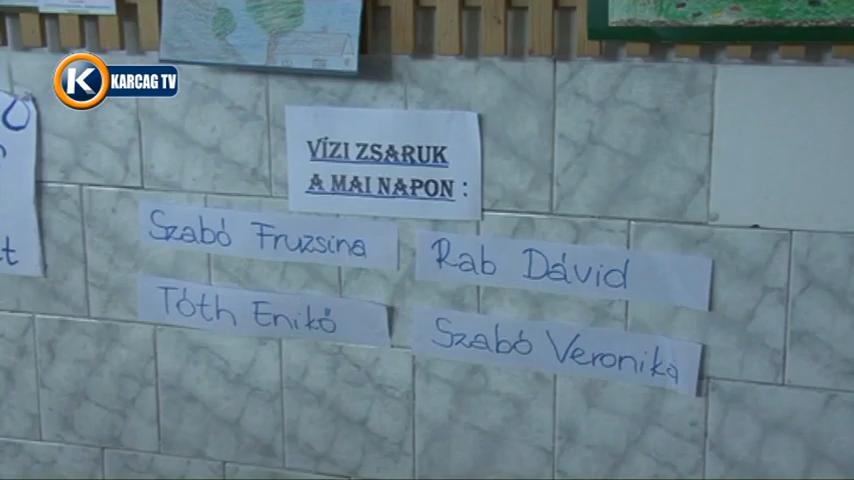 K KARCAG TV
VÍZI ZSARUK
A MAI NAPON :
Szabó Fruzsina
Rab Dávid
Tóth Enikő
Szabó Veronika